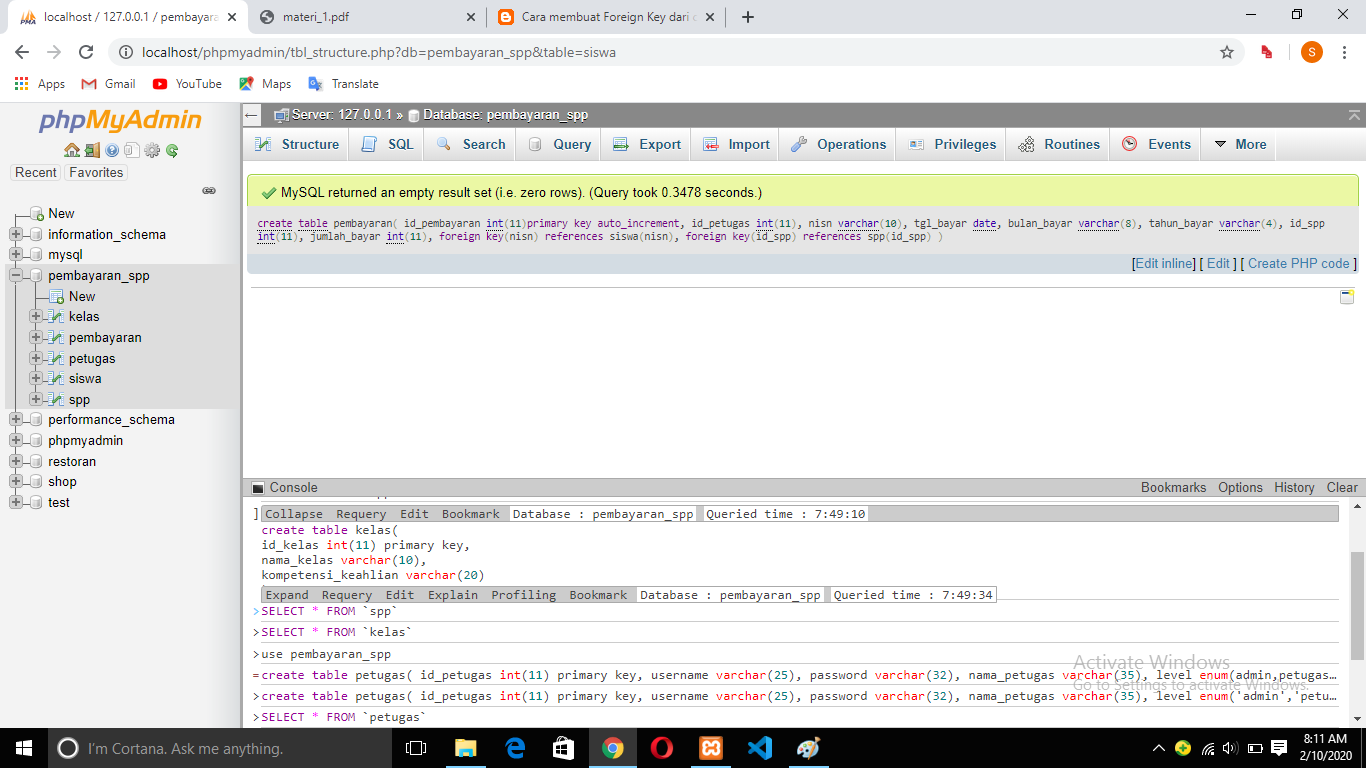 localhost / 127.0.0.1 / pembayara
materi_1.pdf
Cara membuat Foreign Key dari c
localhost/phpmyadmin/tbl_structure.php?db=pembayaran_spp&table=siswa
S
Apps Gmail YouTube Maps Translate
phpMyAdmin
Recent Favorites
New
information_schema
mysql
pembayaran_spp
New
kelas
pembayaran
petugas
siswa
spp
performance_schema
phpmyadmin
restoran
shop
test
Server: 127.0.0.1 » Database: pembayaran_spp
Structure SQL Search Query Export Import Operations Privileges Routines Events More
MySQL returned an empty result set (i.e. zero rows). (Query took 0.3478 seconds.)
create table pembayaran( id_pembayaran int(11)primary key auto_increment, id_petugas int(11), nisn varchar(10), tgl_bayar date, bulan_bayar varchar(8), tahun_bayar varchar(4), id_spp
int(11), jumlah_bayar int(11), foreign key(nisn) references siswa(nisn), foreign key(id_spp) references spp(id_spp) )
[Edit inline] [ Edit ] [ Create PHP code ]
Console Bookmarks Options History Clear
] Collapse Requery Edit Bookmark Database : pembayaran_spp Queried time : 7:49:10
create table kelas(
id_kelas int(11) primary key,
nama_kelas varchar(10),
kompetensi_keahlian varchar(20)
Expand Requery Edit Explain Profiling Bookmark Database : pembayaran_spp Queried time : 7:49:34
>SELECT * FROM `spp`
>SELECT * FROM `kelas`
>use pembayaran_spp
=create table petugas( id_petugas int(11) primary key, username varchar(25), password varchar(32), nama_petugas varchar(35), level enum(admin,petugas...
>create table petugas( id_petugas int(11) primary key, username varchar(25), password varchar(32), nama_petugas varchar(35), level enum('admin','petu...
>SELECT * FROM `petugas`
Activate Windows
Go to Settings to activate Windows.
I'm Cortana. Ask me anything.
8:11 AM
2/10/2020